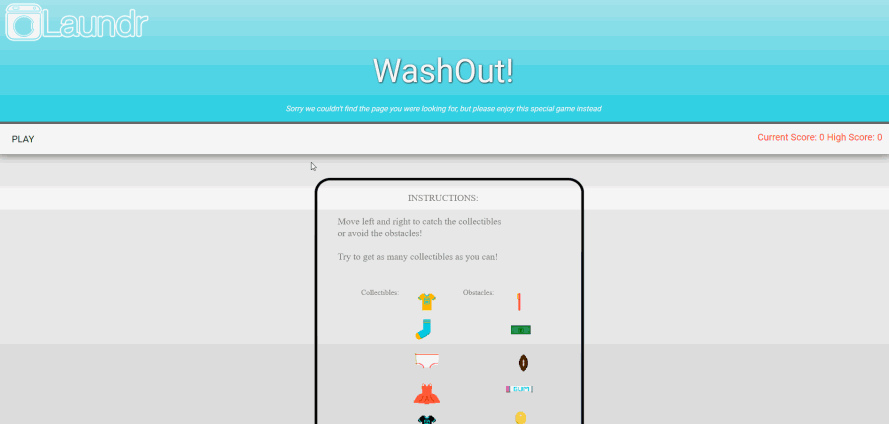 Laundr
WashOut!
Sorry we couldn't find the page you were looking for, but please enjoy this special game instead
PLAY
Current Score: 0 High Score: 0
INSTRUCTIONS:
Move left and right to catch the collectibles
or avoid the obstacles!
Try to get as many collectibles as you can!
Collectibles:
Obstacles:
GUM